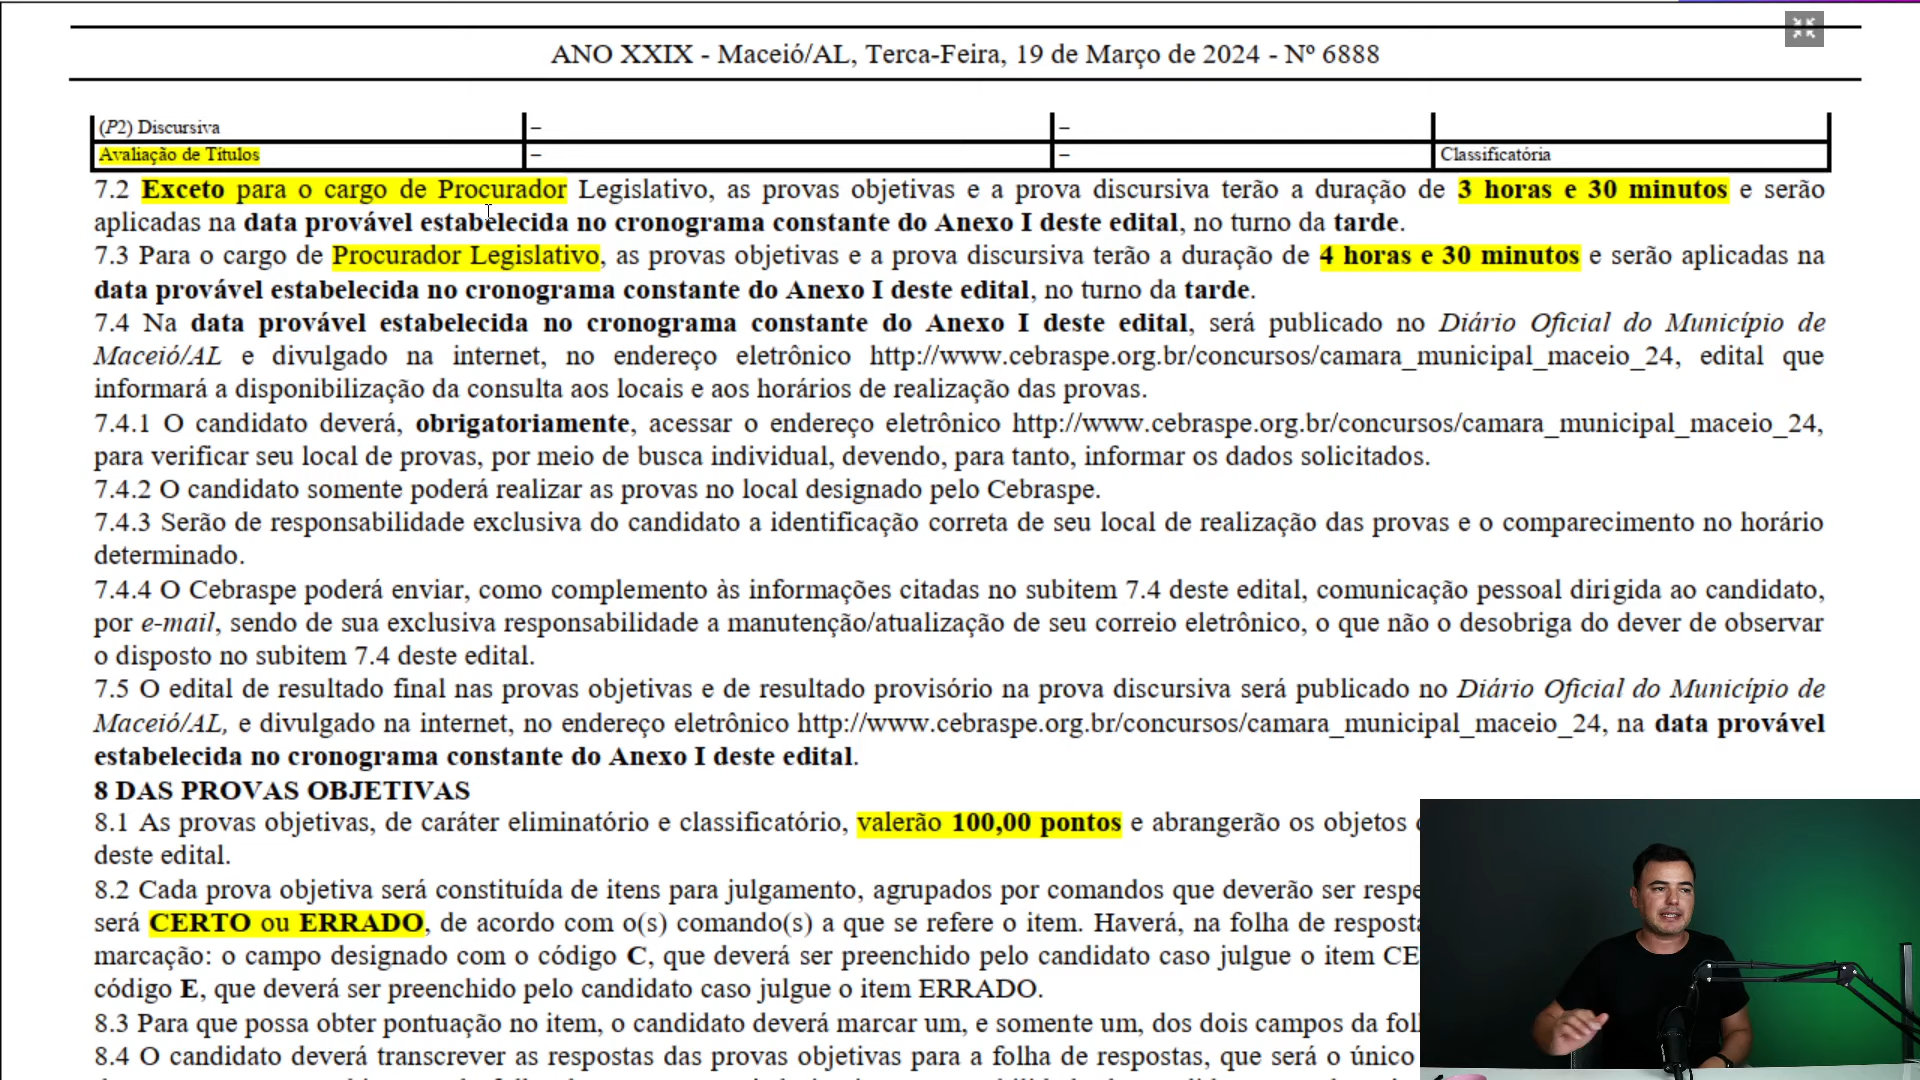 ANO XXIX - Maceió/AL, Terca-Feira, 19 de Março de 2024 - Nº 6888
(P2) Discursiva – –
Avaliação de Títulos – – Classificatória
7.2 Exceto para o cargo de Procurador Legislativo, as provas objetivas e a prova discursiva terão a duração de 3 horas e 30 minutos e serão
aplicadas na data provável estabelecida no cronograma constante do Anexo I deste edital, no turno da tarde.
7.3 Para o cargo de Procurador Legislativo, as provas objetivas e a prova discursiva terão a duração de 4 horas e 30 minutos e serão aplicadas na
data provável estabelecida no cronograma constante do Anexo I deste edital, no turno da tarde.
7.4 Na data provável estabelecida no cronograma constante do Anexo I deste edital, será publicado no Diário Oficial do Município de
Maceió/AL e divulgado na internet, no endereço eletrônico http://www.cebraspe.org.br/concursos/camara_municipal_maceio_24, edital que
informará a disponibilização da consulta aos locais e aos horários de realização das provas.
7.4.1 O candidato deverá, obrigatoriamente, acessar o endereço eletrônico http://www.cebraspe.org.br/concursos/camara_municipal_maceio_24,
para verificar seu local de provas, por meio de busca individual, devendo, para tanto, informar os dados solicitados.
7.4.2 O candidato somente poderá realizar as provas no local designado pelo Cebraspe.
7.4.3 Serão de responsabilidade exclusiva do candidato a identificação correta de seu local de realização das provas e o comparecimento no horário
determinado.
7.4.4 O Cebraspe poderá enviar, como complemento às informações citadas no subitem 7.4 deste edital, comunicação pessoal dirigida ao candidato,
por e-mail, sendo de sua exclusiva responsabilidade a manutenção/atualização de seu correio eletrônico, o que não o desobriga do dever de observar
o disposto no subitem 7.4 deste edital.
7.5 O edital de resultado final nas provas objetivas e de resultado provisório na prova discursiva será publicado no Diário Oficial do Município de
Maceió/AL, e divulgado na internet, no endereço eletrônico http://www.cebraspe.org.br/concursos/camara_municipal_maceio_24, na data provável
estabelecida no cronograma constante do Anexo I deste edital.
8 DAS PROVAS OBJETIVAS
8.1 As provas objetivas, de caráter eliminatório e classificatório, valerão 100,00 pontos e abrangerão os objetos
deste edital.
8.2 Cada prova objetiva será constituída de itens para julgamento, agrupados por comandos que deverão ser respe
será CERTO ou ERRADO, de acordo com o(s) comando(s) a que se refere o item. Haverá, na folha de resposta
marcação: o campo designado com o código C, que deverá ser preenchido pelo candidato caso julgue o item CE
código E, que deverá ser preenchido pelo candidato caso julgue o item ERRADO.
8.3 Para que possa obter pontuação no item, o candidato deverá marcar um, e somente um, dos dois campos da fol
8.4 O candidato deverá transcrever as respostas das provas objetivas para a folha de respostas, que será o único